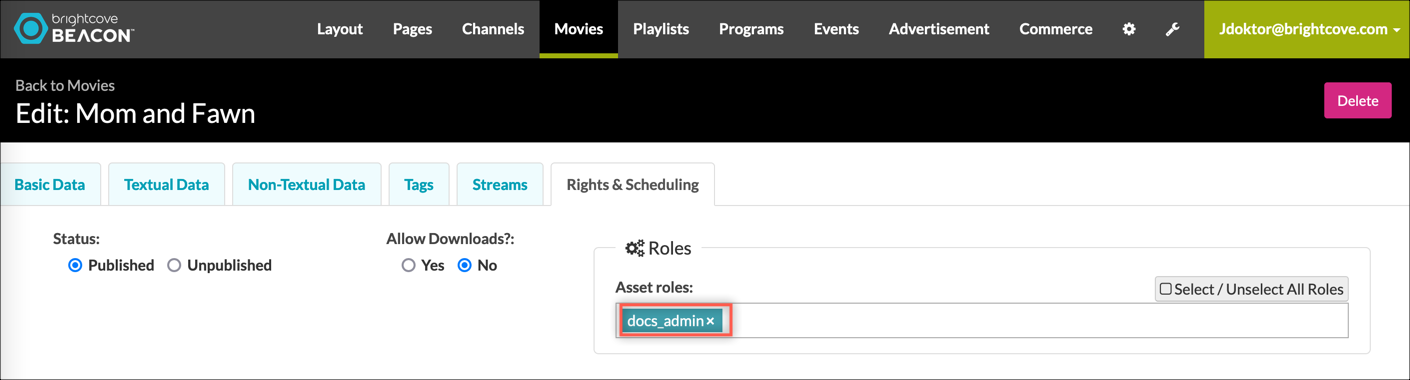 brightcove
BEACON™
Layout Pages Channels Movies Playlists Programs Events Advertisement Commerce Jdoktor@brightcove.com
Back to Movies
Edit: Mom and Fawn
Delete
Basic Data Textual Data Non-Textual Data Tags Streams Rights & Scheduling
Status:
Published Unpublished
Allow Downloads?:
Yes No
Roles
Asset roles:
Select / Unselect All Roles
docs_admin×